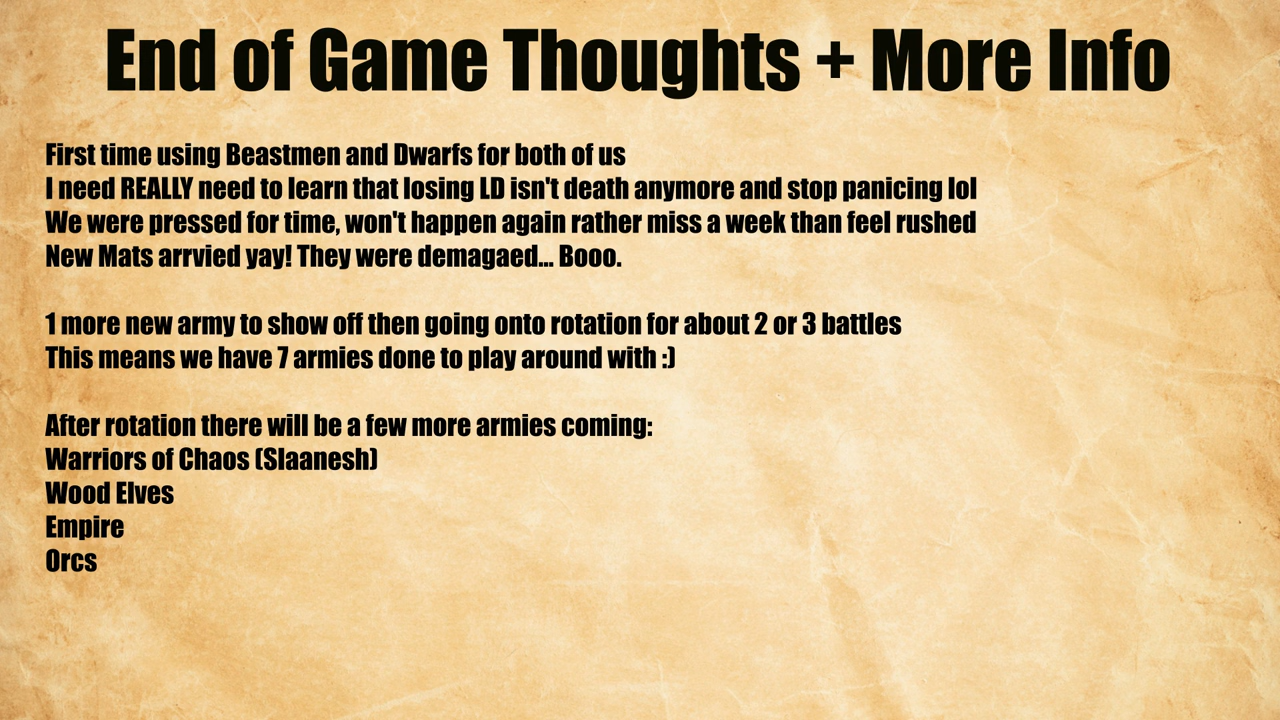 End of Game Thoughts + More Info
First time using Beastmen and Dwarfs for both of us
I need REALLY need to learn that losing LD isn't death anymore and stop panicing lol
We were pressed for time, won't happen again rather miss a week than feel rushed
New Mats arrvied yay! They were demagaed... Booo.
1 more new army to show off then going onto rotation for about 2 or 3 battles
This means we have 7 armies done to play around with :)
After rotation there will be a few more armies coming:
Warriors of Chaos (Slaanesh)
Wood Elves
Empire
Orcs